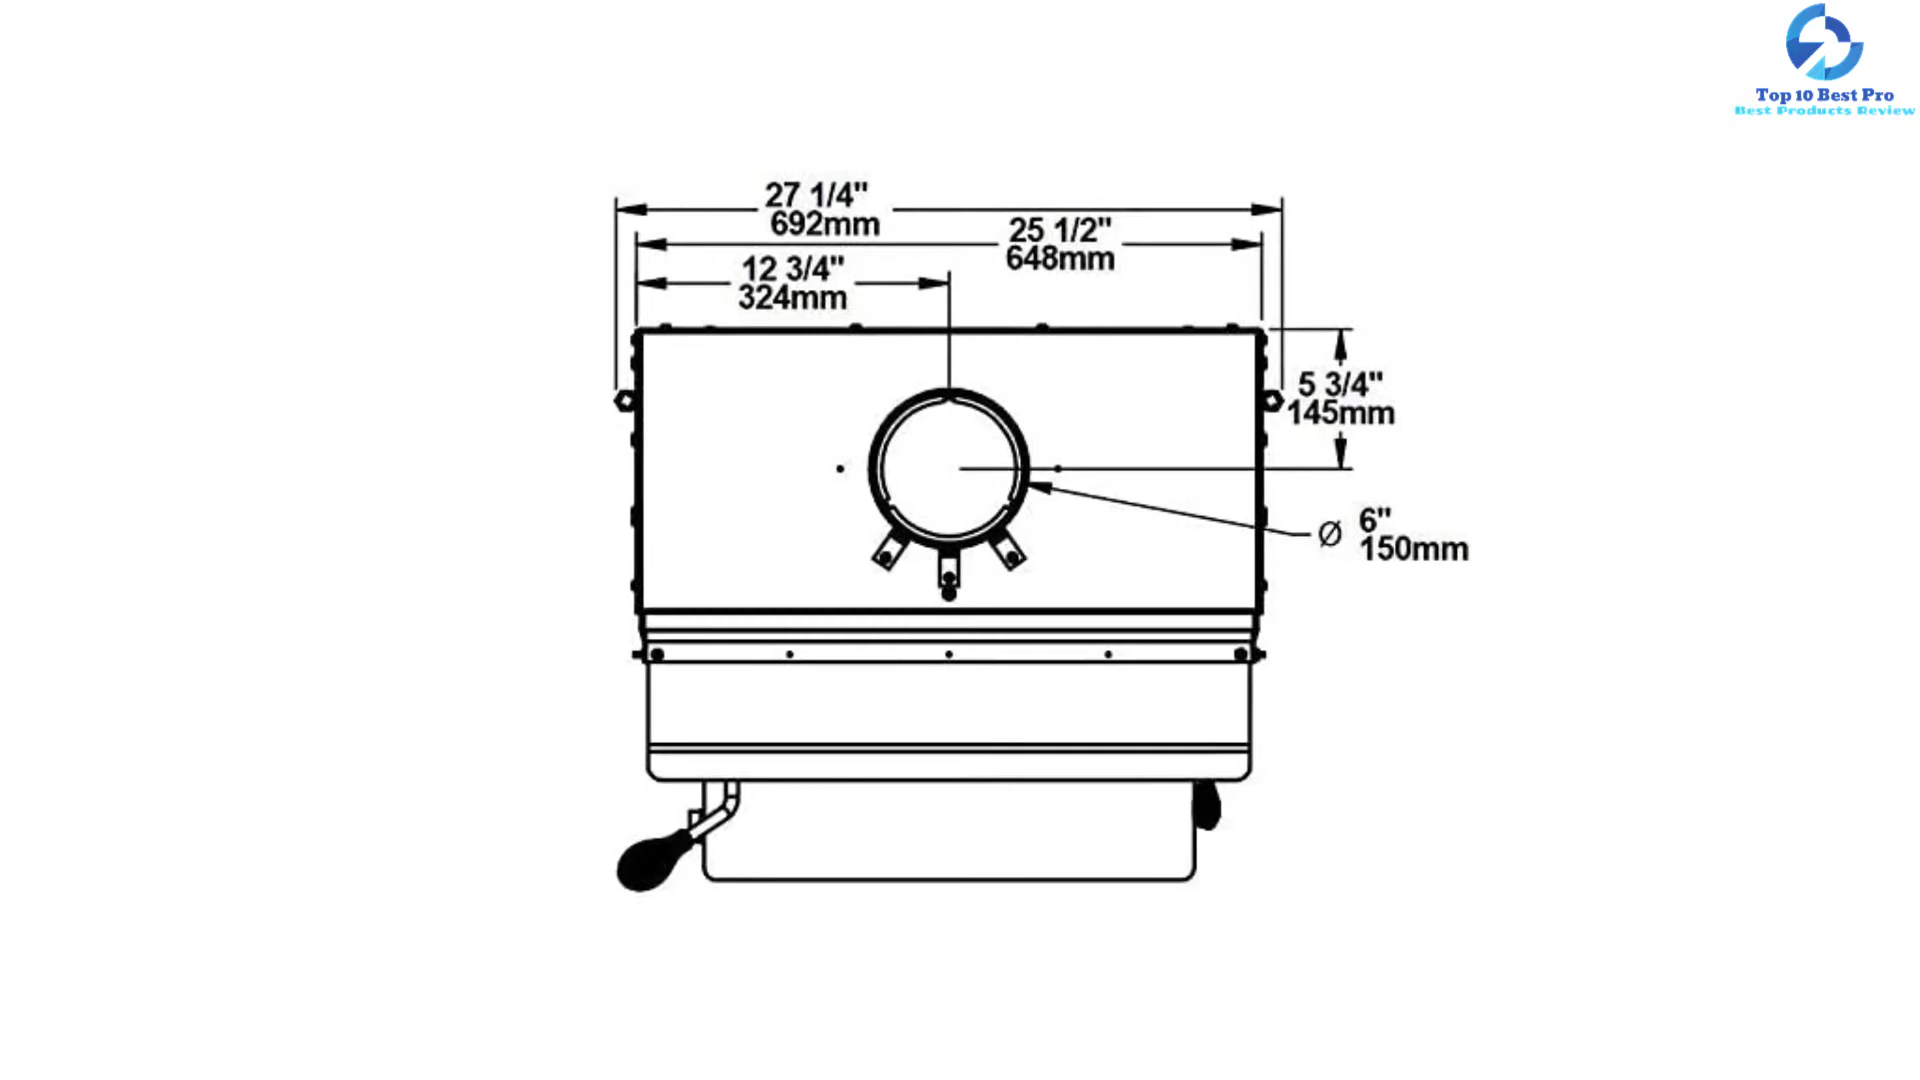 Top 10 Best Pro
Best Products Review
27 1/4"
692mm
25 1/2"
648mm
12 3/4"
324mm
5 3/4"
145mm
Ø 6"
150mm